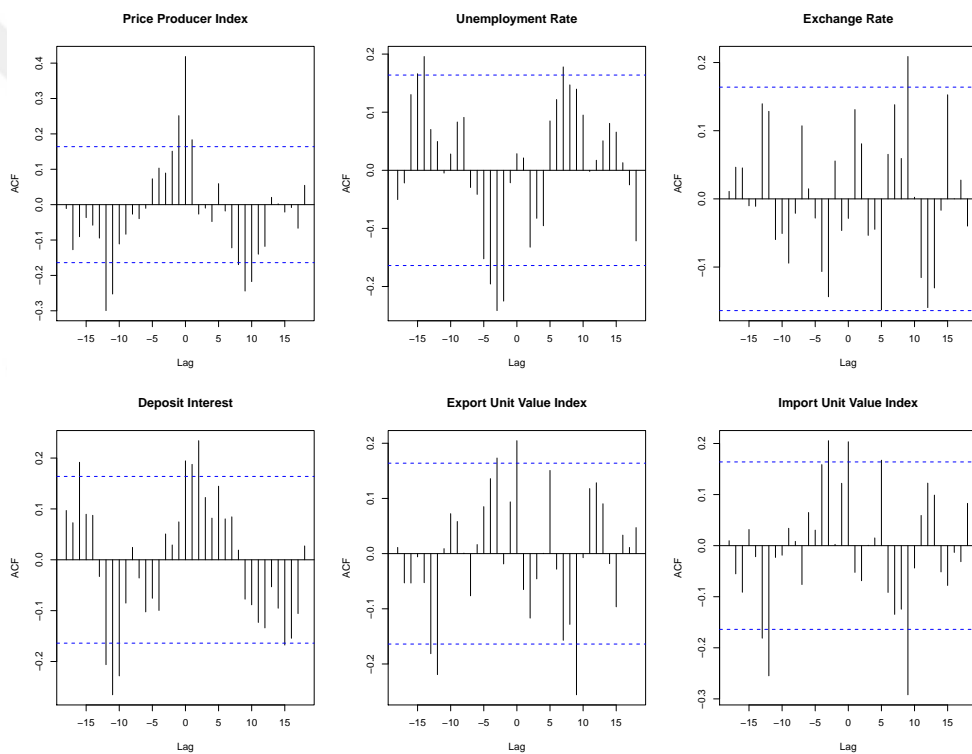 Price Producer Index
ACF
0.4
0.3
0.2
0.1
0.0
−0.1
−0.2
−0.3
−15 −10 −5 0 5 10 15
Lag
Unemployment Rate
ACF
0.2
0.1
0.0
−0.1
−0.2
−15 −10 −5 0 5 10 15
Lag
Exchange Rate
ACF
0.2
0.1
0.0
−0.1
−15 −10 −5 0 5 10 15
Lag
Deposit Interest
ACF
0.2
0.1
0.0
−0.1
−0.2
−15 −10 −5 0 5 10 15
Lag
Export Unit Value Index
ACF
0.2
0.1
0.0
−0.1
−0.2
−15 −10 −5 0 5 10 15
Lag
Import Unit Value Index
ACF
0.2
0.1
0.0
−0.1
−0.2
−0.3
−15 −10 −5 0 5 10 15
Lag